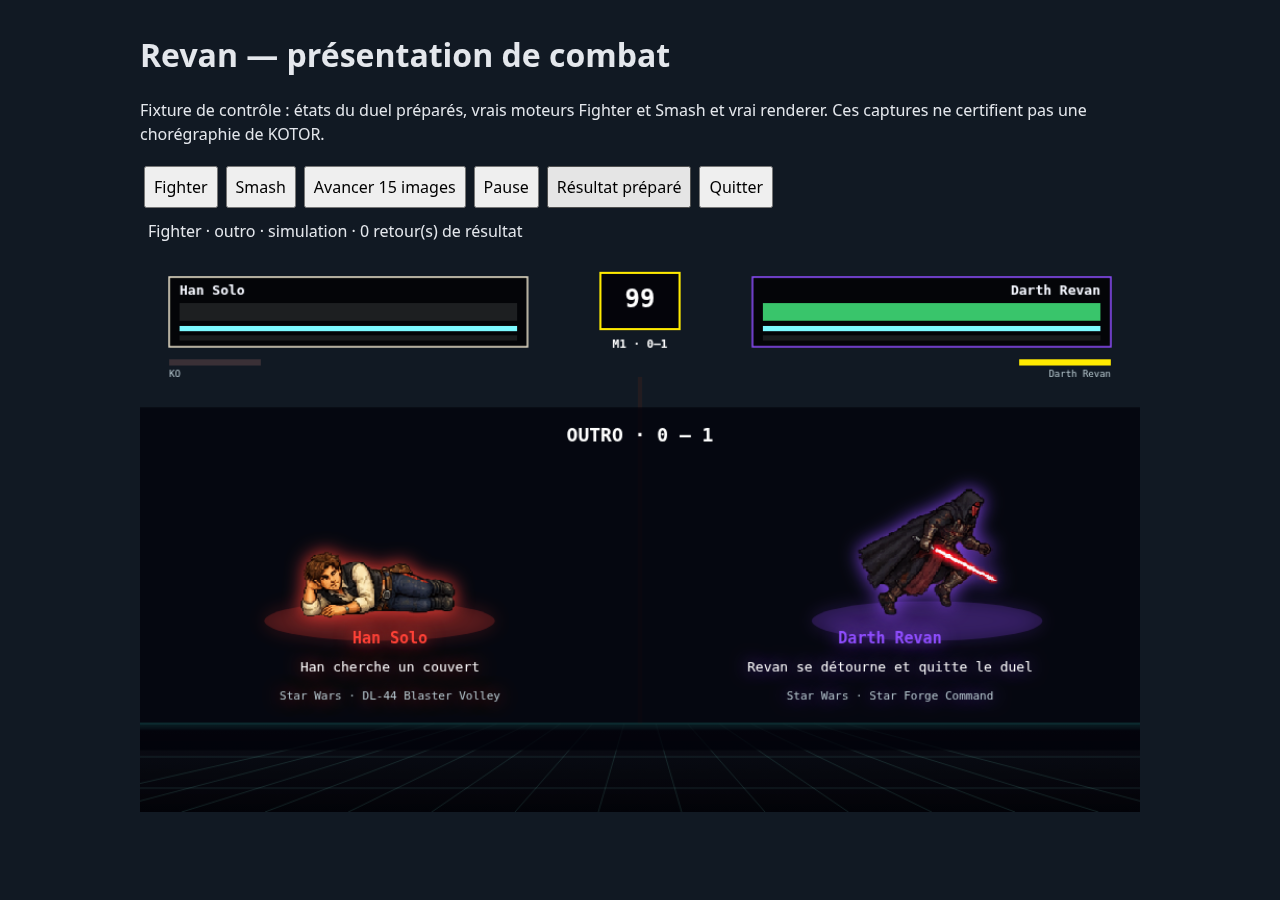 Revan — présentation de combat
Fixture de contrôle : états du duel préparés, vrais moteurs Fighter et Smash et vrai renderer. Ces captures ne certifient pas une
chorégraphie de KOTOR.
Fighter Smash Avancer 15 images Pause Résultat préparé Quitter
Fighter · outro · simulation · 0 retour(s) de résultat
Han Solo 99 Darth Revan
M1 · 0—1
KO Darth Revan
OUTRO · 0 — 1
Han Solo Darth Revan
Han cherche un couvert Revan se détourne et quitte le duel
Star Wars · DL-44 Blaster Volley Star Wars · Star Forge Command